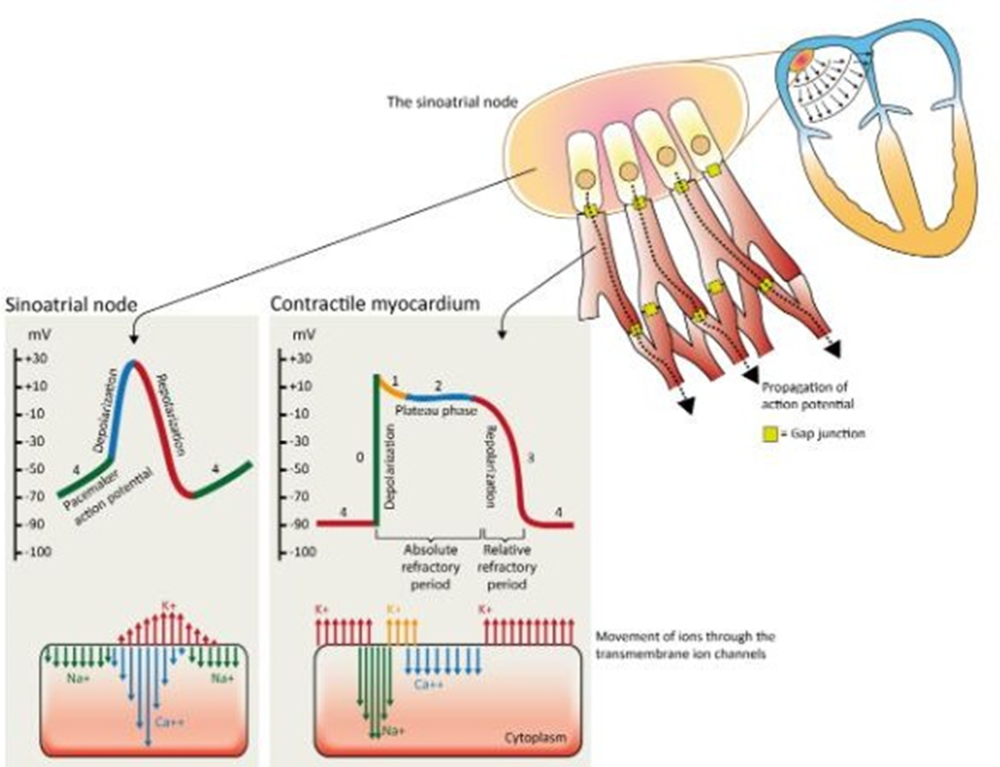 The sinoatrial node
Propagation of
action potential
= Gap junction
Sinoatrial node
mV
+30
+10
-10
-30
-50
-70
-90
-100
4
Pacemaker
action potential
Depolarization
Repolarization
4
K+
Na+
Ca++
Na+
Contractile myocardium
mV
+30
+10
-10
-30
-50
-70
-90
-100
4
0
Depolarization
1
2
Plateau phase
Repolarization
3
4
Absolute
refractory
period
Relative
refractory
period
K+
K+
K+
Ca++
Na+
Cytoplasm
Movement of ions through the
transmembrane ion channels